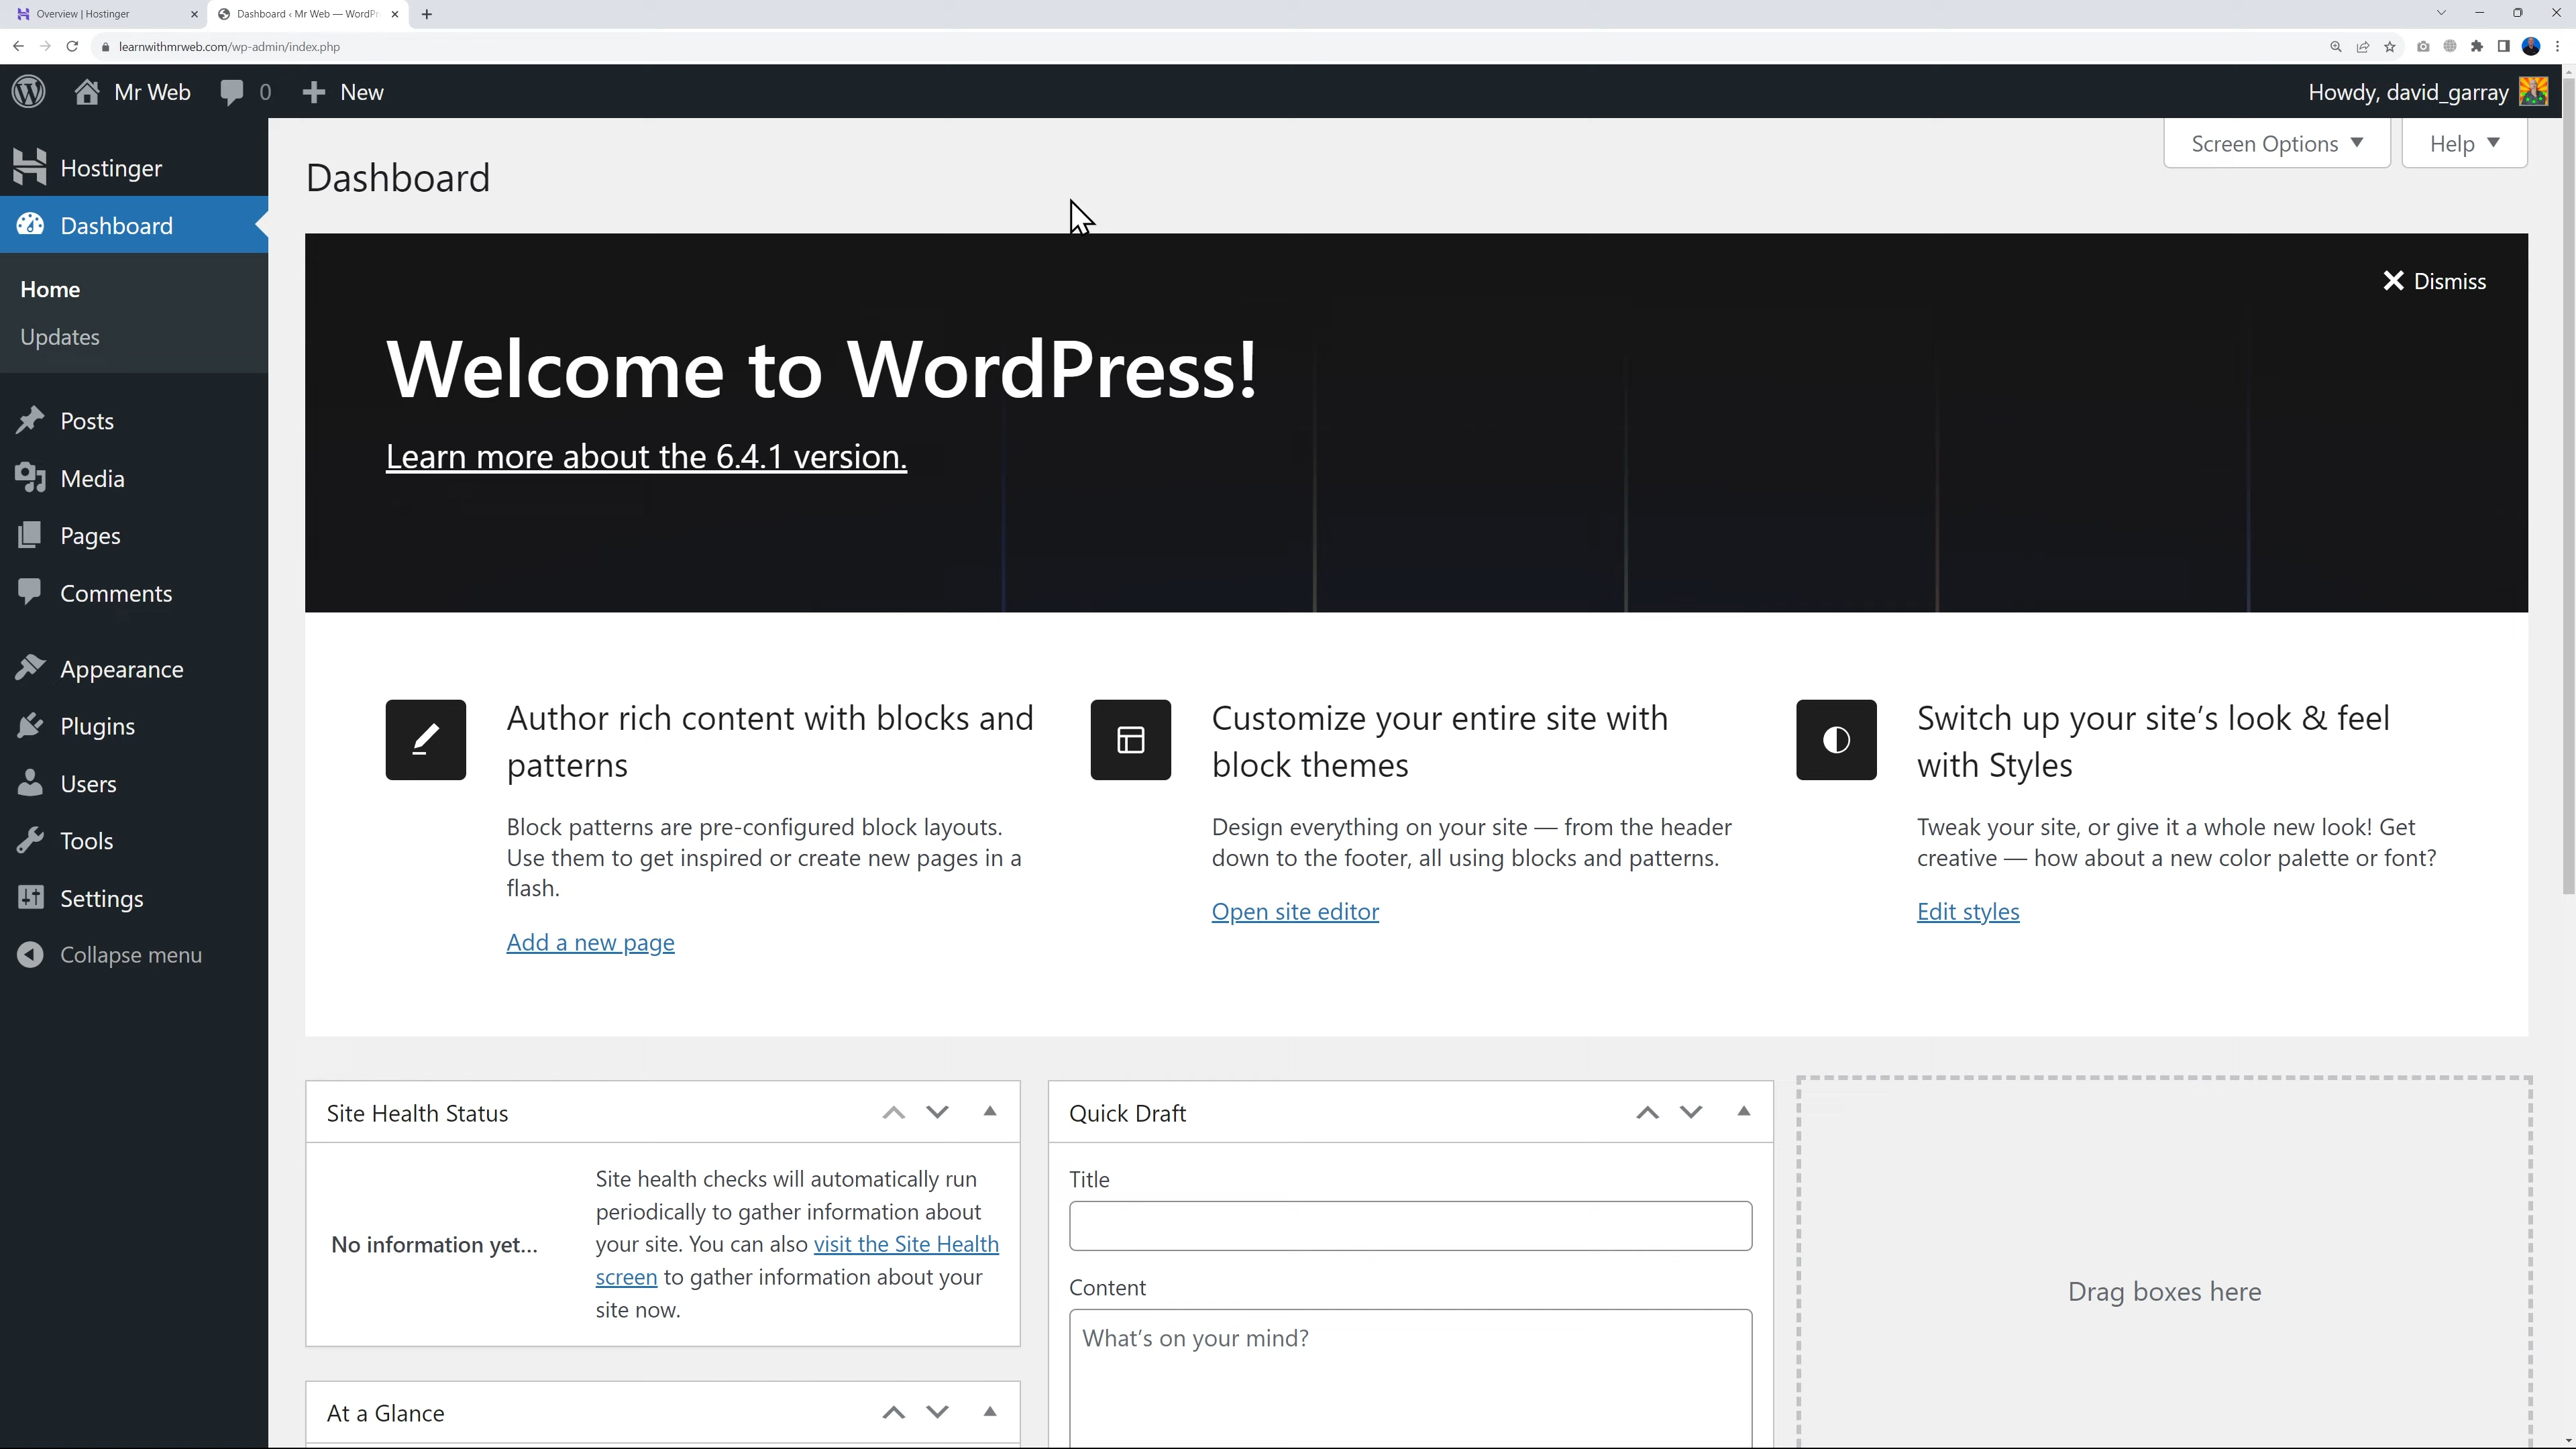 Overview | Hostinger
Dashboard ‹ Mr Web — WordPr
learnwithmrweb.com/wp-admin/index.php
Mr Web
0
New
Howdy, david_garray
Hostinger
Dashboard
Home
Updates
Posts
Media
Pages
Comments
Appearance
Plugins
Users
Tools
Settings
Collapse menu
Dashboard
Screen Options
Help
Dismiss
Welcome to WordPress!
Learn more about the 6.4.1 version.
Author rich content with blocks and
patterns
Block patterns are pre-configured block layouts.
Use them to get inspired or create new pages in a
flash.
Add a new page
Customize your entire site with
block themes
Design everything on your site — from the header
down to the footer, all using blocks and patterns.
Open site editor
Switch up your site’s look & feel
with Styles
Tweak your site, or give it a whole new look! Get
creative — how about a new color palette or font?
Edit styles
Site Health Status
No information yet...
Site health checks will automatically run
periodically to gather information about
your site. You can also visit the Site Health
screen to gather information about your
site now.
At a Glance
Quick Draft
Title
Content
What’s on your mind?
Drag boxes here